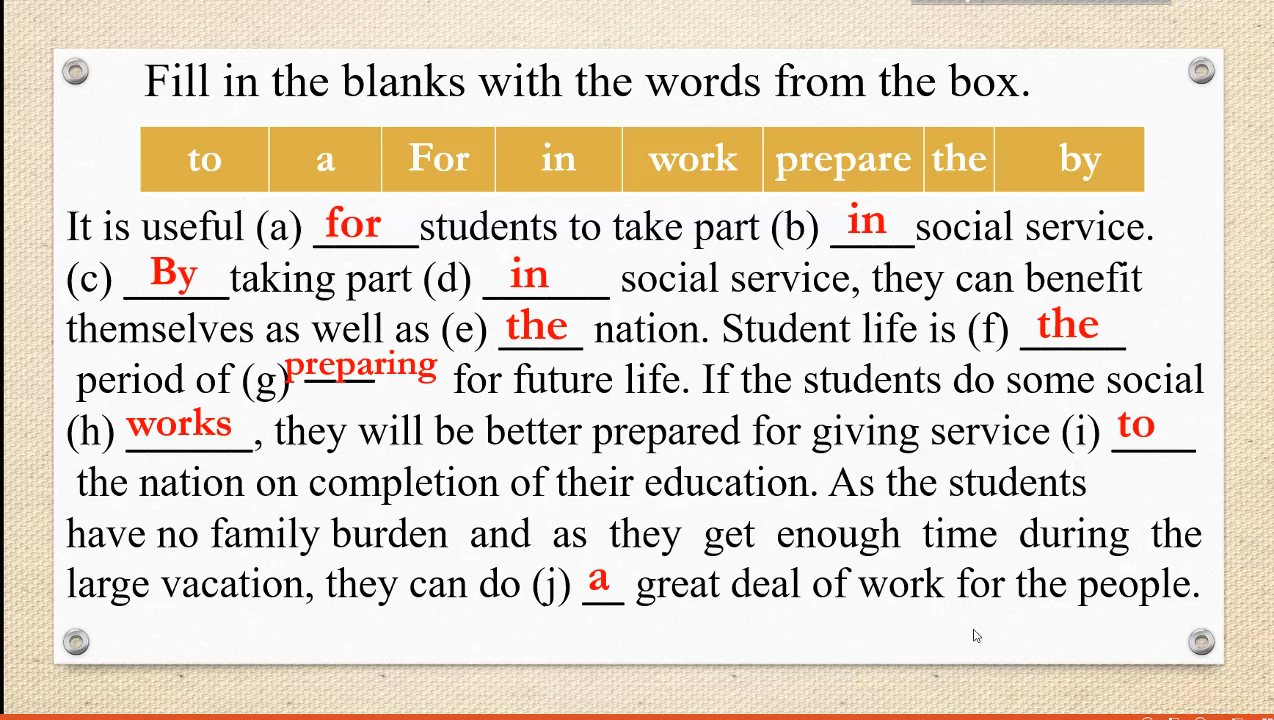 Fill in the blanks with the words from the box.
to a For in work prepare the by
It is useful (a) for students to take part (b) in social service.
(c) By taking part (d) in social service, they can benefit
themselves as well as (e) the nation. Student life is (f) the
period of (g) preparing for future life. If the students do some social
(h) works, they will be better prepared for giving service (i) to
the nation on completion of their education. As the students
have no family burden and as they get enough time during the
large vacation, they can do (j) a great deal of work for the people.